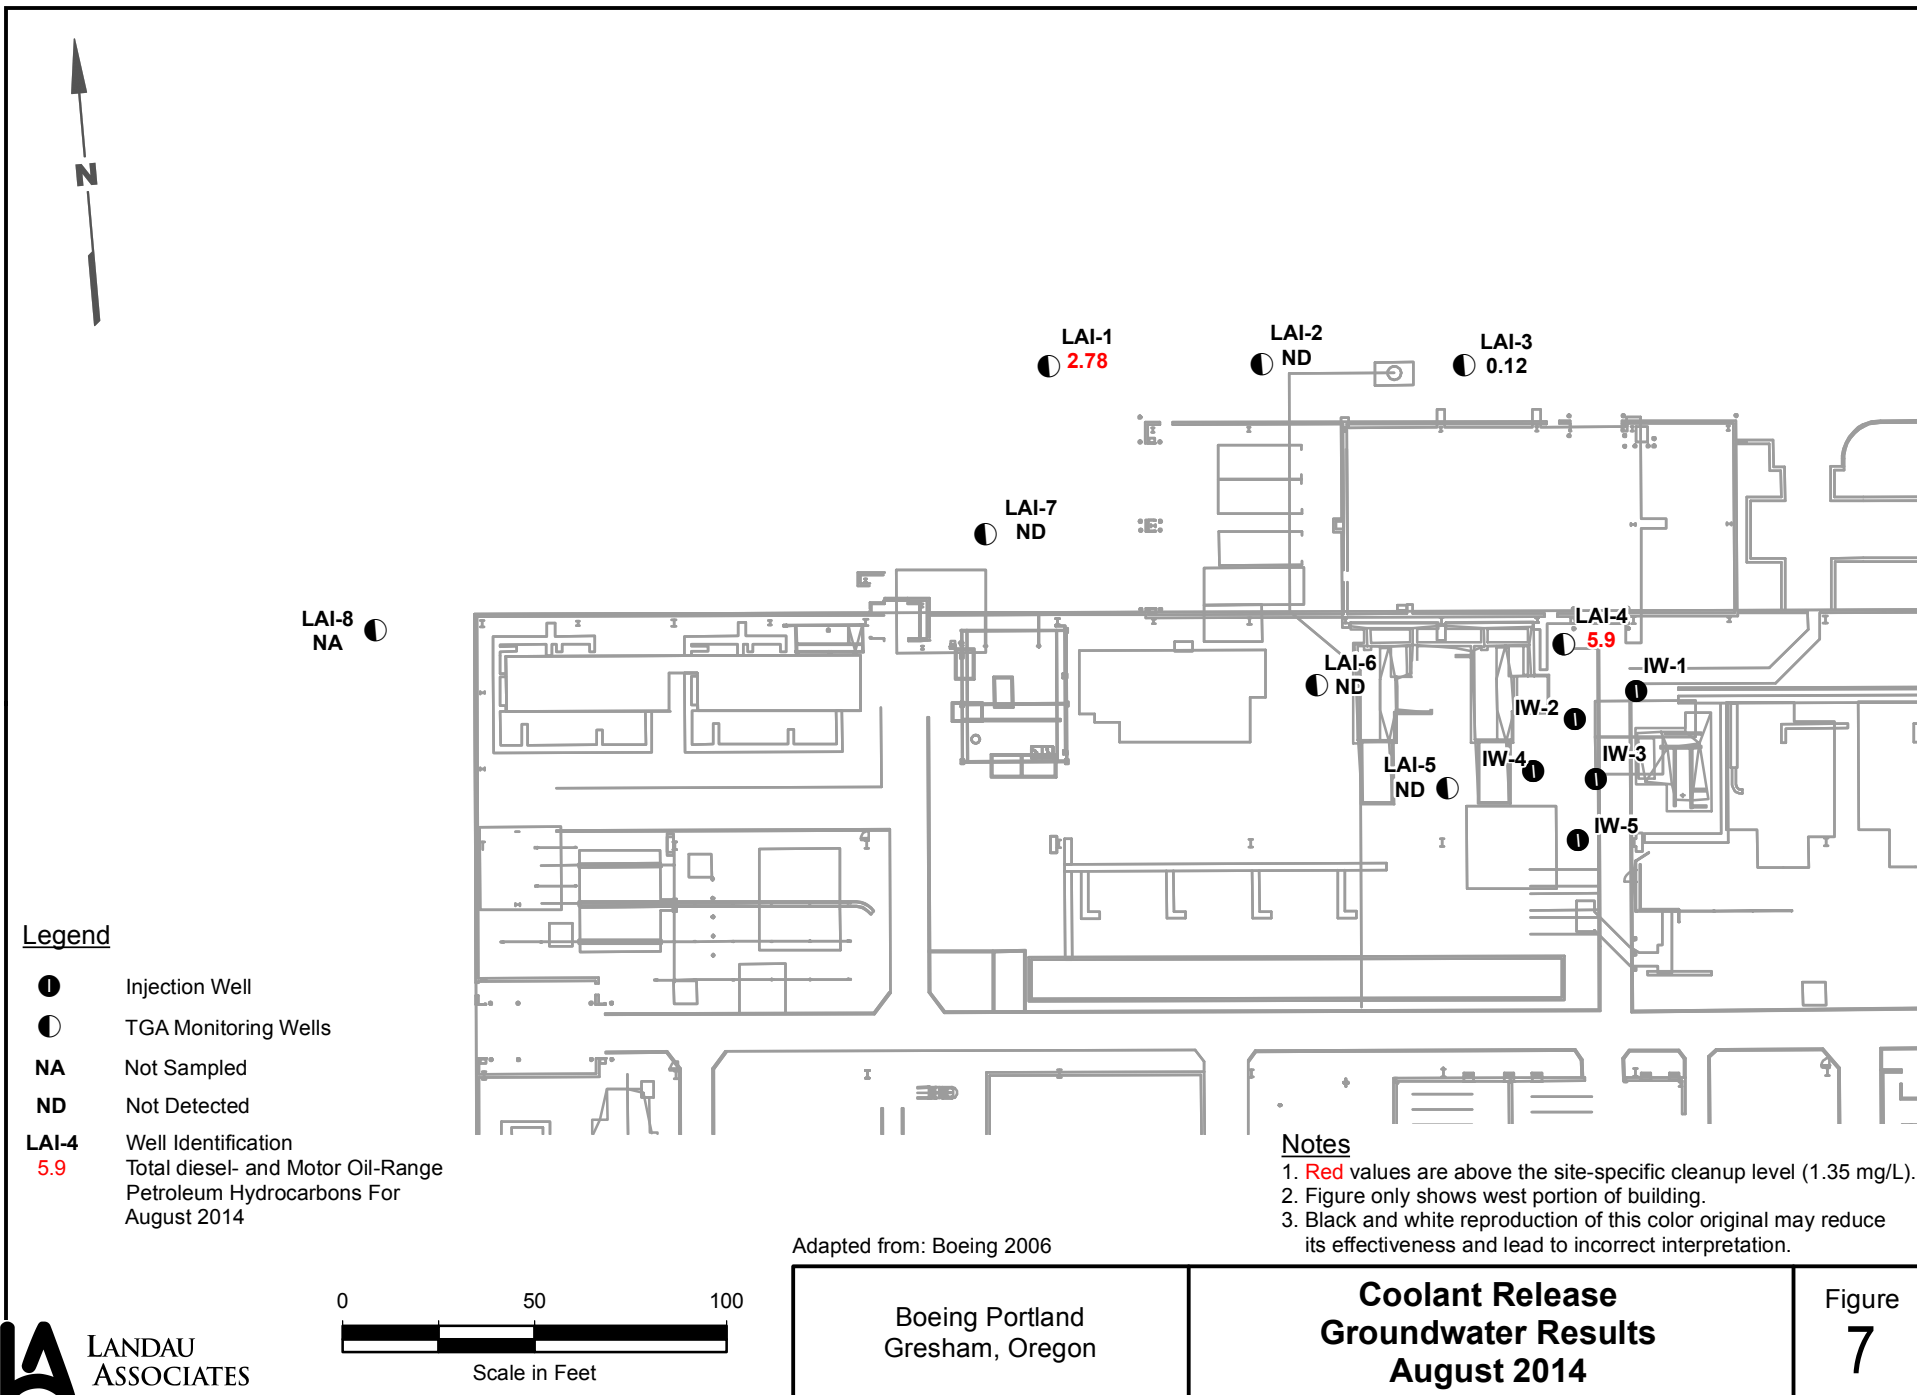 N
LAI-1
2.78
LAI-2
ND
LAI-3
0.12
LAI-7
ND
LAI-8
NA
LAI-4
5.9
LAI-6
ND
IW-1
IW-2
IW-3
IW-4
LAI-5
ND
IW-5
Legend
Injection Well
TGA Monitoring Wells
NA Not Sampled
ND Not Detected
LAI-4 Well Identification
5.9 Total diesel- and Motor Oil-Range
Petroleum Hydrocarbons For
August 2014
Notes
1. Red values are above the site-specific cleanup level (1.35 mg/L).
2. Figure only shows west portion of building.
3. Black and white reproduction of this color original may reduce
its effectiveness and lead to incorrect interpretation.
Adapted from: Boeing 2006
0 50 100
Scale in Feet
LANDAU
ASSOCIATES
Boeing Portland
Gresham, Oregon
Coolant Release
Groundwater Results
August 2014
Figure
7